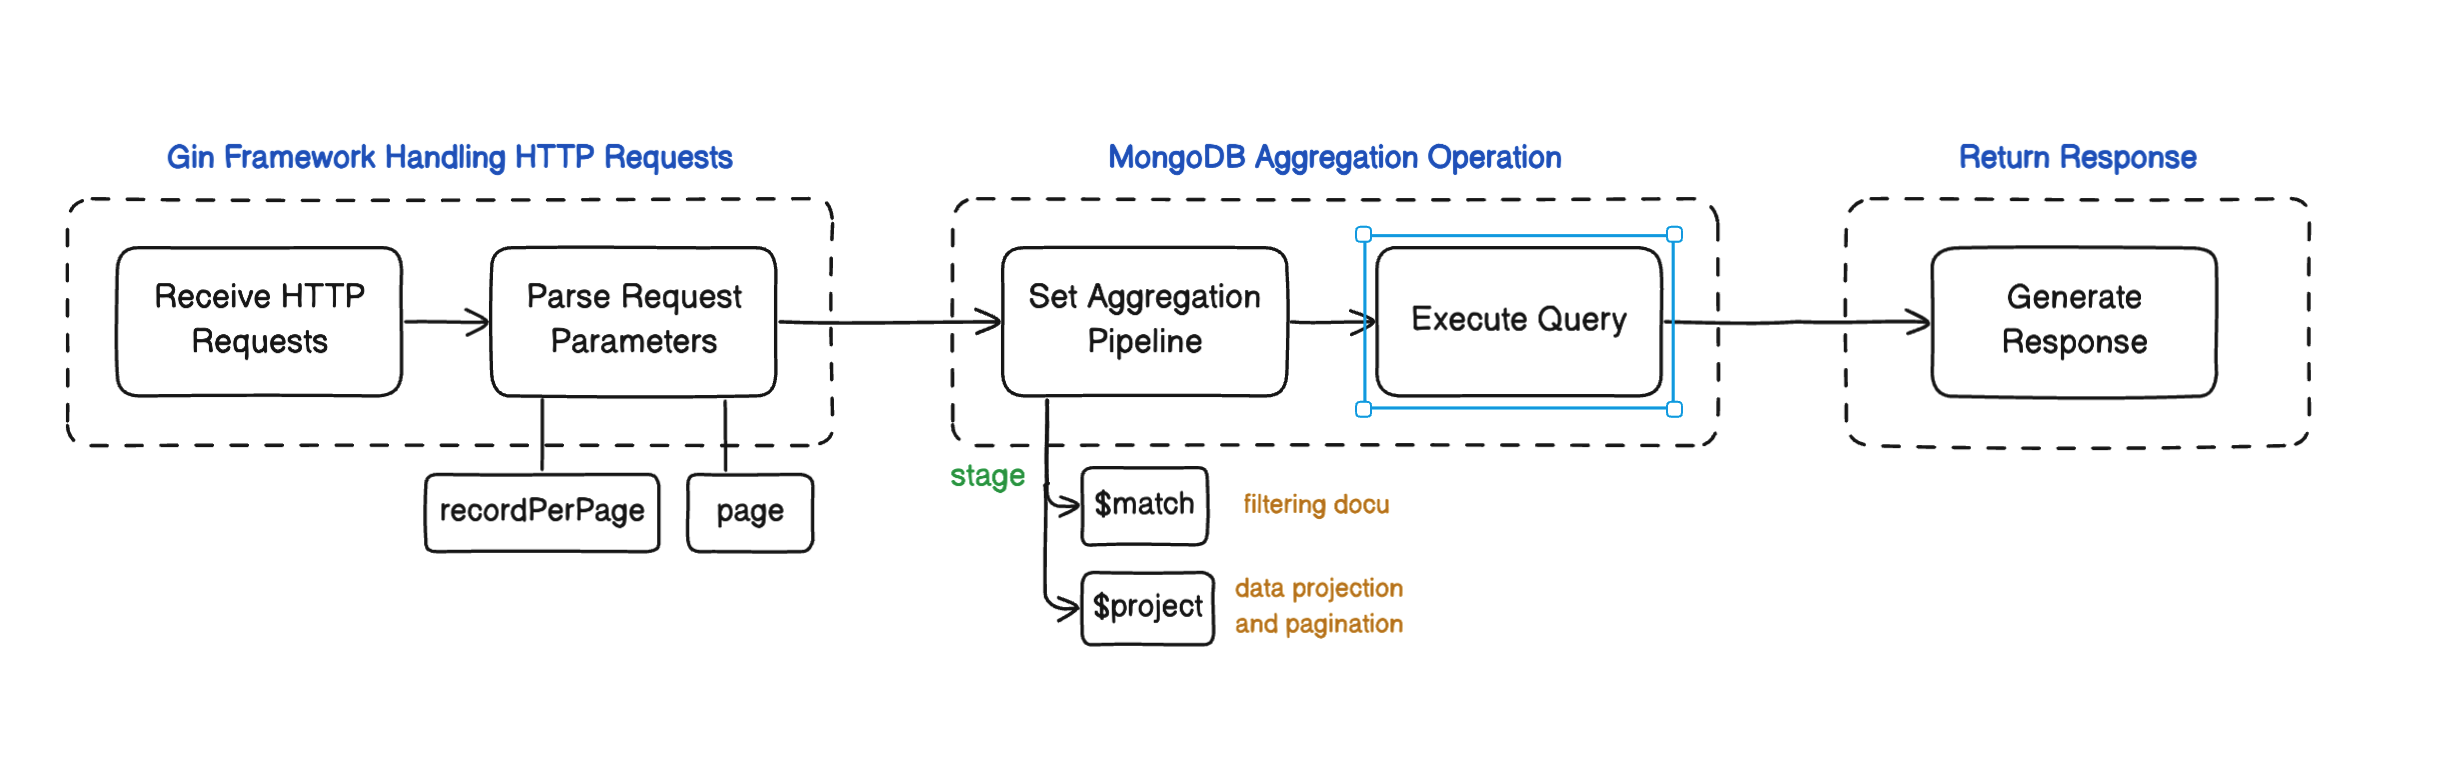 Gin Framework Handling HTTP Requests
Receive HTTP
Requests
Parse Request
Parameters
recordPerPage
page
MongoDB Aggregation Operation
Set Aggregation
Pipeline
Execute Query
stage
$match
filtering docu
$project
data projection
and pagination
Return Response
Generate
Response